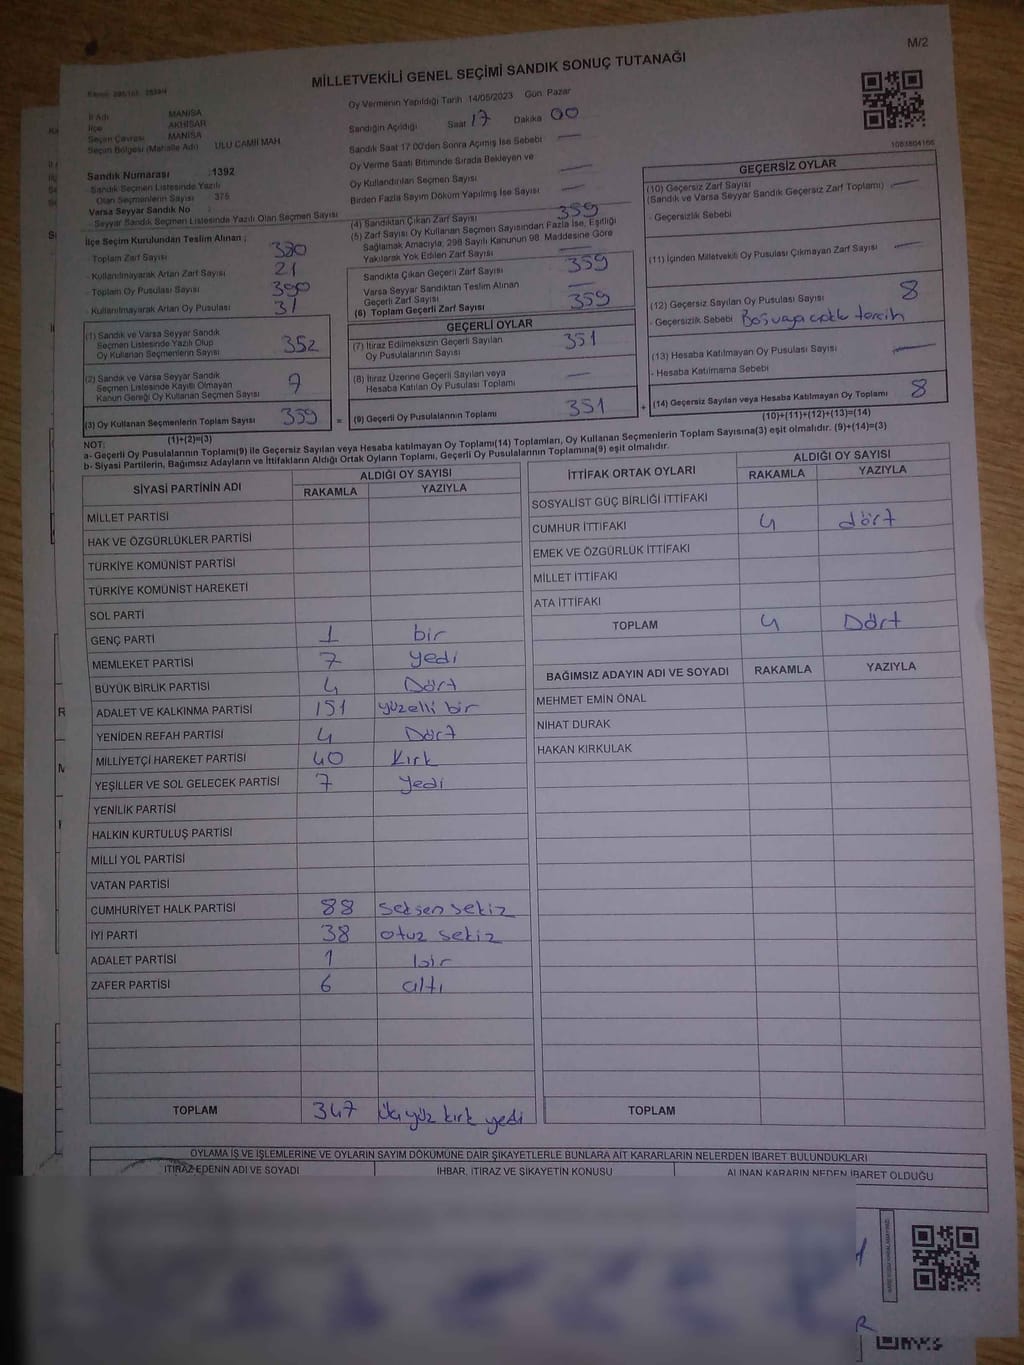 M/2
MİLLETVEKİLİ GENEL SEÇİMİ SANDIK SONUÇ TUTANAĞI
İl Adı MANİSA
İlçe AKHİSAR
Seçim Çevresi MANİSA
Seçim Bölgesi (Mahalle Adı) ULU CAMİİ MAH
Sandık Numarası : 1392
- Sandık Seçmen Listesinde Yazılı
Olan Seçmenlerin Sayısı : 375
Varsa Seyyar Sandık No :
- Seyyar Sandık Seçmen Listesinde Yazılı Olan Seçmen Sayısı
Oy Vermenin Yapıldığı Tarih 14/05/2023 Gün Pazar
Sandığın Açıldığı Saat 17 Dakika 00
Sandık Saat 17:00'den Sonra Açımış İse Sebebi —
Oy Verme Saati Bitiminde Sırada Bekleyen ve
Oy Kullandırılan Seçmen Sayısı —
Birden Fazla Sayım Döküm Yapılmış İse Sayısı —
1083804166
İlçe Seçim Kurulundan Teslim Alınan ;
- Toplam Zarf Sayısı 380
- Kullanılmayarak Artan Zarf Sayısı 21
- Toplam Oy Pusulası Sayısı 390
- Kullanılmayarak Artan Oy Pusulası 31
(1) Sandık ve Varsa Seyyar Sandık
Seçmen Listesinde Yazılı Olup
Oy Kullanan Seçmenlerin Sayısı 352
(2) Sandık ve Varsa Seyyar Sandık
Seçmen Listesinde Kayıtlı Olmayan
Kanun Gereği Oy Kullanan Seçmen Sayısı 7
(3) Oy Kullanan Seçmenlerin Toplam Sayısı 359
(1)+(2)=(3)
(4) Sandıktan Çıkan Zarf Sayısı 359
(5) Zarf Sayısı Oy Kullanan Seçmen Sayısından Fazla İse, Eşitliği
Sağlamak Amacıyla, 298 Sayılı Kanunun 98. Maddesine Göre
Yakılarak Yok Edilen Zarf Sayısı —
Sandıkta Çıkan Geçerli Zarf Sayısı 359
Varsa Seyyar Sandıktan Teslim Alınan
Geçerli Zarf Sayısı —
(6) Toplam Geçerli Zarf Sayısı 359
GEÇERLİ OYLAR
(7) İtiraz Edilmeksizin Geçerli Sayılan
Oy Pusulalarının Sayısı 351
(8) İtiraz Üzerine Geçerli Sayılan veya
Hesaba Katılan Oy Pusulası Toplamı —
= (9) Geçerli Oy Pusulalarının Toplamı 351
GEÇERSİZ OYLAR
(10) Geçersiz Zarf Sayısı
(Sandık ve Varsa Seyyar Sandık Geçersiz Zarf Toplamı) —
- Geçersizlik Sebebi
(11) İçinden Milletvekili Oy Pusulası Çıkmayan Zarf Sayısı —
(12) Geçersiz Sayılan Oy Pusulası Sayısı 8
- Geçersizlik Sebebi Boş veya çoklu tercih
(13) Hesaba Katılmayan Oy Pusulası Sayısı —
- Hesaba Katılmama Sebebi
+ (14) Geçersiz Sayılan veya Hesaba Katılmayan Oy Toplamı 8
(10)+(11)+(12)+(13)=(14)
NOT:
a- Geçerli Oy Pusulalarının Toplamı(9) ile Geçersiz Sayılan veya Hesaba katılmayan Oy Toplamı(14) Toplamları, Oy Kullanan Seçmenlerin Toplam Sayısına(3) eşit olmalıdır. (9)+(14)=(3)
b- Siyasi Partilerin, Bağımsız Adayların ve İttifakların Aldığı Ortak Oyların Toplamı, Geçerli Oy Pusulalarının Toplamına(9) eşit olmalıdır.
SİYASİ PARTİNİN ADI ALDIĞI OY SAYISI
RAKAMLA YAZIYLA
MİLLET PARTİSİ
HAK VE ÖZGÜRLÜKLER PARTİSİ
TÜRKİYE KOMÜNİST PARTİSİ
TÜRKİYE KOMÜNİST HAREKETİ
SOL PARTİ
GENÇ PARTİ 1 bir
MEMLEKET PARTİSİ 7 yedi
BÜYÜK BİRLİK PARTİSİ 4 Dört
ADALET VE KALKINMA PARTİSİ 151 yüzelli bir
YENİDEN REFAH PARTİSİ 4 Dört
MİLLİYETÇİ HAREKET PARTİSİ 40 Kırk
YEŞİLLER VE SOL GELECEK PARTİSİ 7 Yedi
YENİLİK PARTİSİ
HALKIN KURTULUŞ PARTİSİ
MİLLİ YOL PARTİSİ
VATAN PARTİSİ
CUMHURİYET HALK PARTİSİ 88 seksen sekiz
İYİ PARTİ 38 otuz sekiz
ADALET PARTİSİ 1 bir
ZAFER PARTİSİ 6 altı
TOPLAM 347 üç yüz kırk yedi
İTTİFAK ORTAK OYLARI ALDIĞI OY SAYISI
RAKAMLA YAZIYLA
SOSYALİST GÜÇ BİRLİĞİ İTTİFAKI
CUMHUR İTTİFAKI 4 dört
EMEK VE ÖZGÜRLÜK İTTİFAKI
MİLLET İTTİFAKI
ATA İTTİFAKI
TOPLAM 4 Dört
BAĞIMSIZ ADAYIN ADI VE SOYADI RAKAMLA YAZIYLA
MEHMET EMİN ÖNAL
NİHAT DURAK
HAKAN KIRKULAK
TOPLAM
OYLAMA İŞ VE İŞLEMLERİNE VE OYLARIN SAYIM DÖKÜMÜNE DAİR ŞİKAYETLERLE BUNLARA AİT KARARLARIN NELERDEN İBARET BULUNDUKLARI
İTİRAZ EDENİN ADI VE SOYADI İHBAR, İTİRAZ VE ŞİKAYETİN KONUSU ALINAN KARARIN NEDEN İBARET OLDUĞU